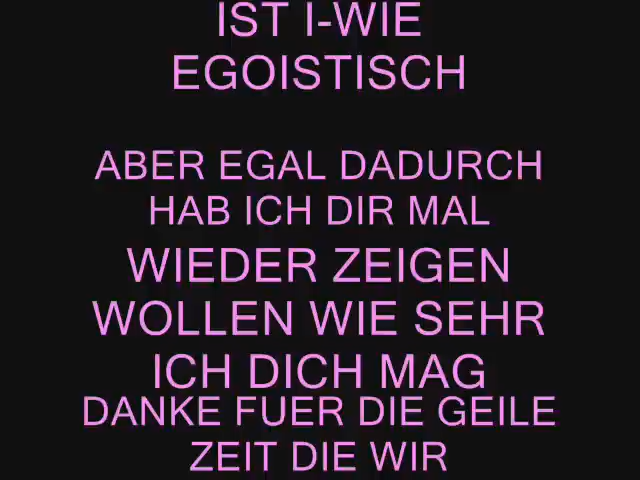 IST I-WIE
EGOISTISCH
ABER EGAL DADURCH
HAB ICH DIR MAL
WIEDER ZEIGEN
WOLLEN WIE SEHR
ICH DICH MAG
DANKE FUER DIE GEILE
ZEIT DIE WIR